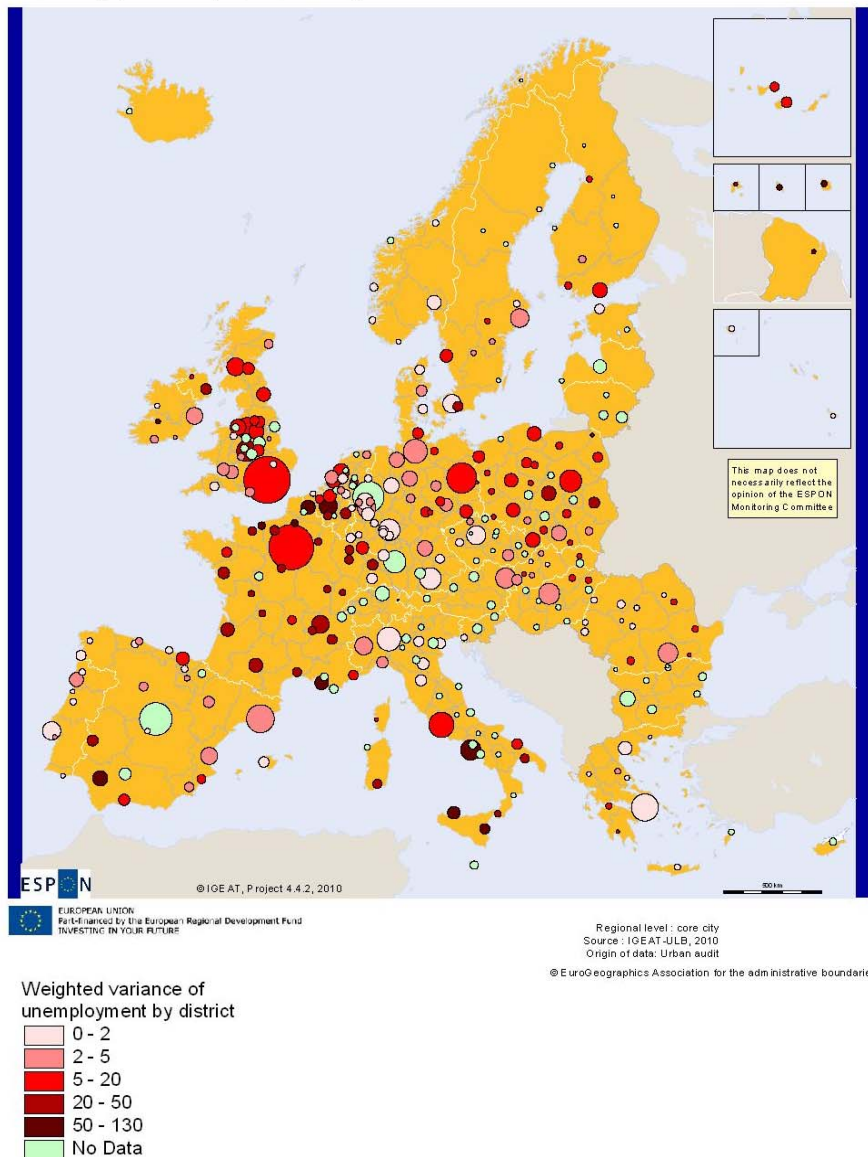 This map does not
necessarily reflect the
opinion of the ESPON
Monitoring Committee
ESPON
© IGEAT, Project 4.4.2, 2010
500 km
EUROPEAN UNION
Part-financed by the European Regional Development Fund
INVESTING IN YOUR FUTURE
Regional level : core city
Source : IGEAT-ULB, 2010
Origin of data: Urban audit
© EuroGeographics Association for the administrative boundarie
Weighted variance of
unemployment by district
0 - 2
2 - 5
5 - 20
20 - 50
50 - 130
No Data